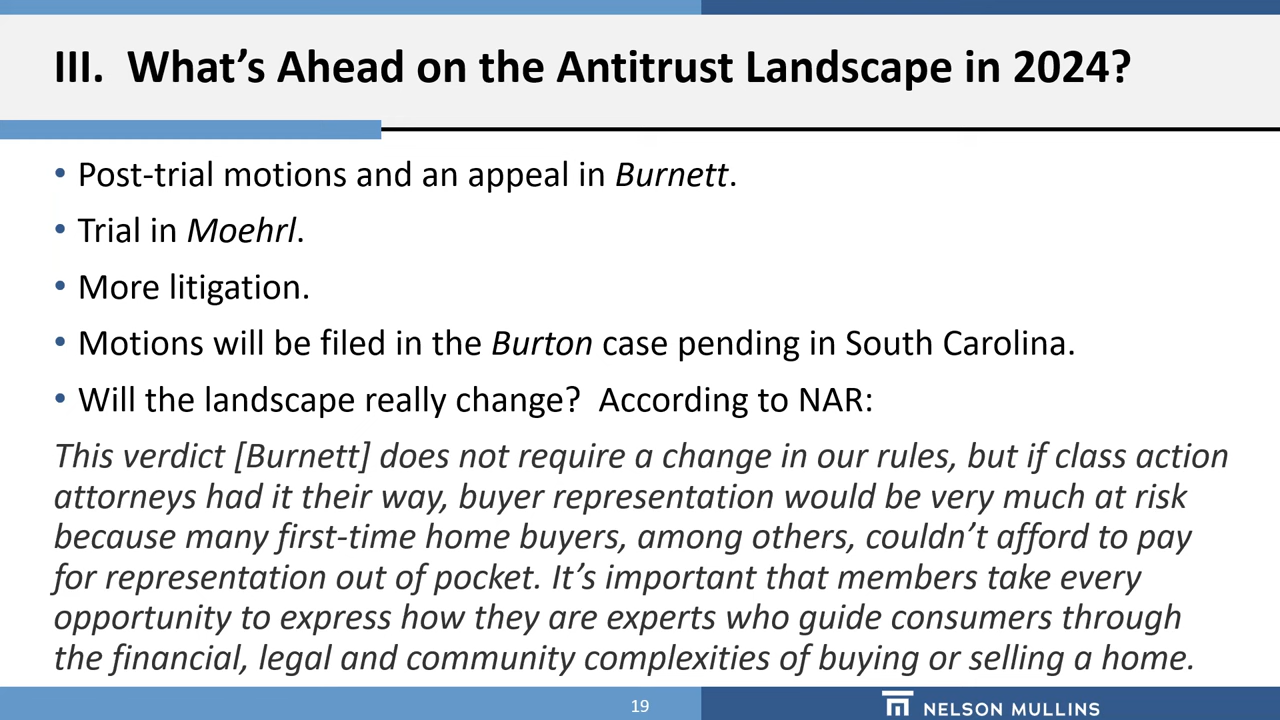 III. What’s Ahead on the Antitrust Landscape in 2024?
• Post-trial motions and an appeal in Burnett.
• Trial in Moehrl.
• More litigation.
• Motions will be filed in the Burton case pending in South Carolina.
• Will the landscape really change? According to NAR:
This verdict [Burnett] does not require a change in our rules, but if class action
attorneys had it their way, buyer representation would be very much at risk
because many first-time home buyers, among others, couldn’t afford to pay
for representation out of pocket. It’s important that members take every
opportunity to express how they are experts who guide consumers through
the financial, legal and community complexities of buying or selling a home.
19
NELSON MULLINS